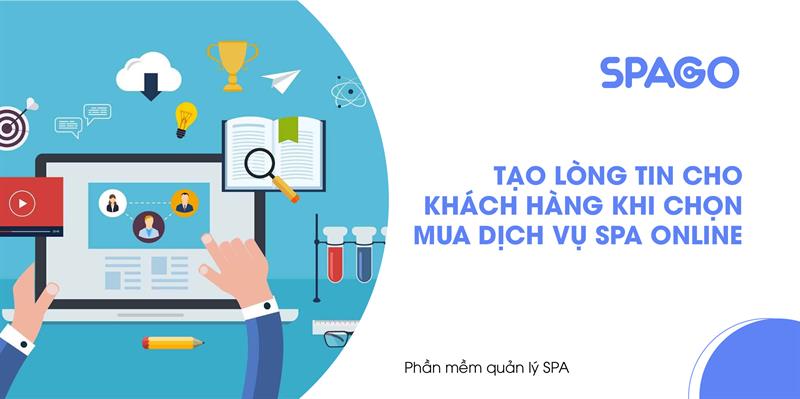 SPAGO
TẠO LÒNG TIN CHO
KHÁCH HÀNG KHI CHỌN
MUA DỊCH VỤ SPA ONLINE
Phần mềm quản lý SPA